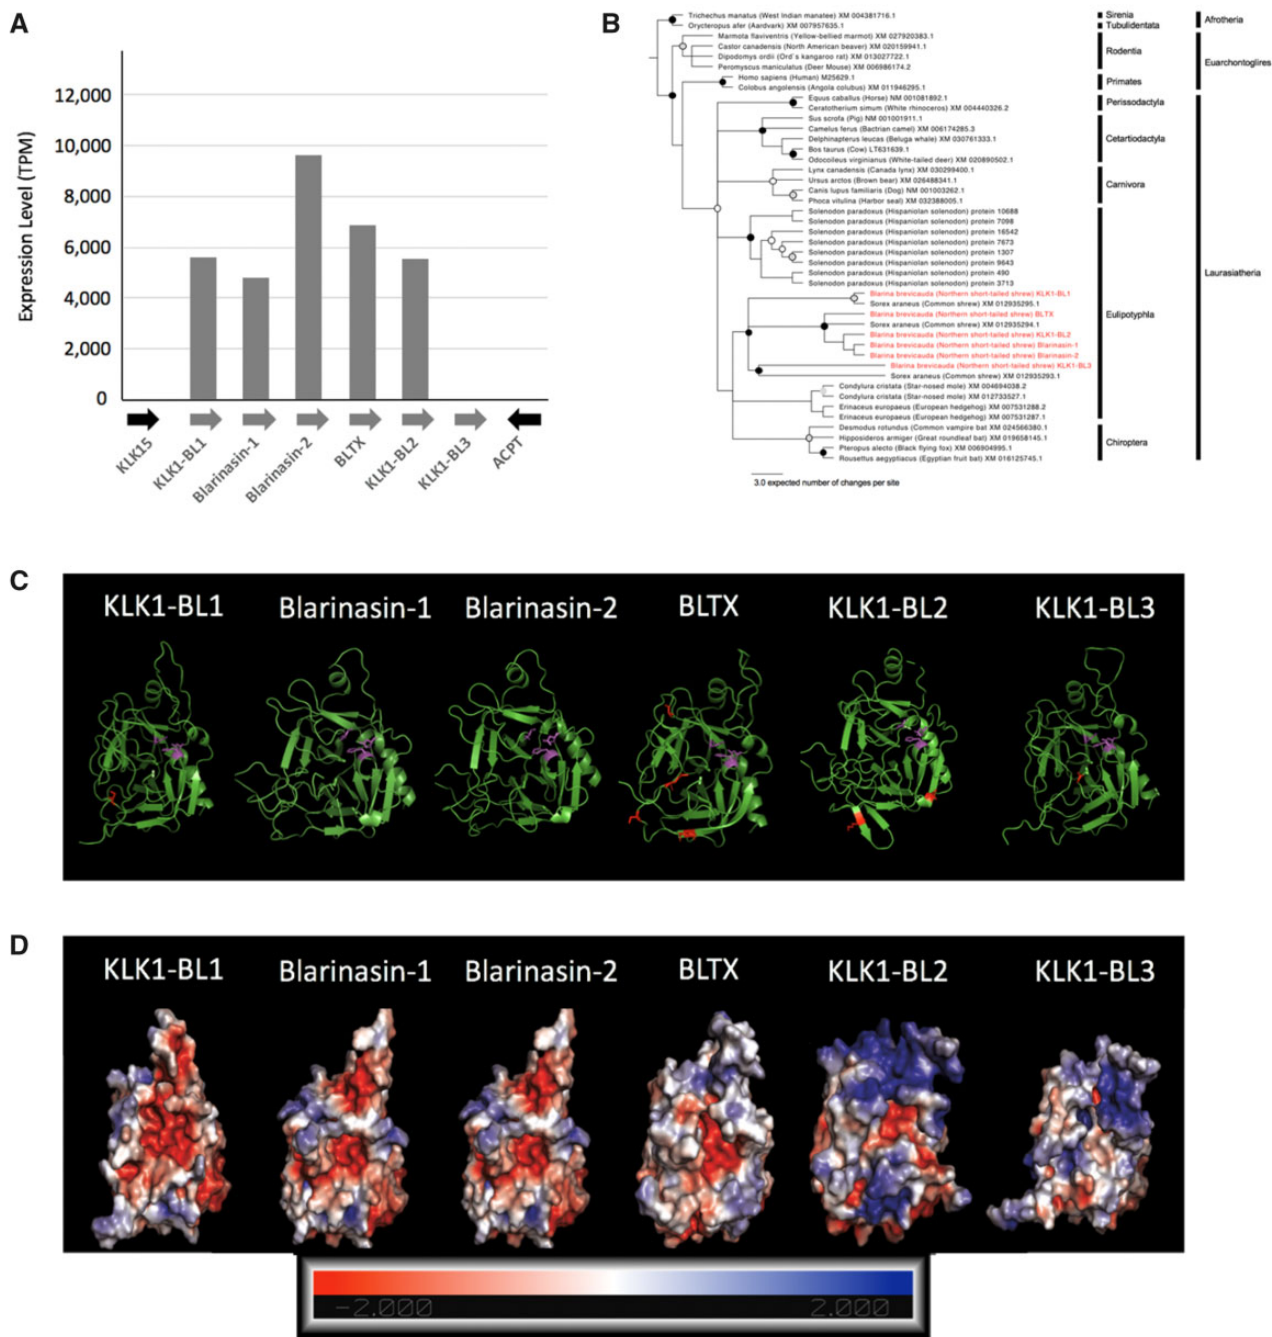 A
Expression Level (TPM)
12,000
10,000
8,000
6,000
4,000
2,000
0
KLK15
KLK1-BL1
Blarinasin-1
Blarinasin-2
BLTX
KLK1-BL2
KLK1-BL3
ACPT
B
Trichechus manatus (West Indian manatee) XM 004381716.1
Orycteropus afer (Aardvark) XM 007957635.1
Marmota flaviventris (Yellow-bellied marmot) XM 027920383.1
Castor canadensis (North American beaver) XM 020159941.1
Dipodomys ordii (Ord's kangaroo rat) XM 013027722.1
Peromyscus maniculatus (Deer Mouse) XM 006986174.2
Homo sapiens (Human) M25629.1
Colobus angolensis (Angola colubus) XM 011946295.1
Equus caballus (Horse) NM 001081892.1
Ceratotherium simum (White rhinoceros) XM 004440326.2
Sus scrofa (Pig) NM 001001911.1
Camelus ferus (Bactrian camel) XM 006174285.3
Delphinapterus leucas (Beluga whale) XM 030761333.1
Bos taurus (Cow) LT631639.1
Odocoileus virginianus (White-tailed deer) XM 020890502.1
Lynx canadensis (Canada lynx) XM 030299400.1
Ursus arctos (Brown bear) XM 026488341.1
Canis lupus familiaris (Dog) NM 001003262.1
Phoca vitulina (Harbor seal) XM 032388005.1
Solenodon paradoxus (Hispaniolan solenodon) protein 10688
Solenodon paradoxus (Hispaniolan solenodon) protein 7098
Solenodon paradoxus (Hispaniolan solenodon) protein 16542
Solenodon paradoxus (Hispaniolan solenodon) protein 7673
Solenodon paradoxus (Hispaniolan solenodon) protein 1307
Solenodon paradoxus (Hispaniolan solenodon) protein 9643
Solenodon paradoxus (Hispaniolan solenodon) protein 490
Solenodon paradoxus (Hispaniolan solenodon) protein 3713
Blarina brevicauda (Northern short-tailed shrew) KLK1-BL1
Sorex araneus (Common shrew) XM 012935295.1
Blarina brevicauda (Northern short-tailed shrew) BLTX
Sorex araneus (Common shrew) XM 012935294.1
Blarina brevicauda (Northern short-tailed shrew) KLK1-BL2
Blarina brevicauda (Northern short-tailed shrew) Blarinasin-1
Blarina brevicauda (Northern short-tailed shrew) Blarinasin-2
Blarina brevicauda (Northern short-tailed shrew) KLK1-BL3
Sorex araneus (Common shrew) XM 012935293.1
Condylura cristata (Star-nosed mole) XM 004694038.2
Condylura cristata (Star-nosed mole) XM 012733527.1
Erinaceus europaeus (European hedgehog) XM 007531288.2
Erinaceus europaeus (European hedgehog) XM 007531287.1
Desmodus rotundus (Common vampire bat) XM 024566380.1
Hipposideros armiger (Great roundleaf bat) XM 019658145.1
Pteropus alecto (Black flying fox) XM 006904995.1
Rousettus aegyptiacus (Egyptian fruit bat) XM 016125745.1
3.0 expected number of changes per site
Sirenia
Tubulidentata
Rodentia
Primates
Perissodactyla
Cetartiodactyla
Carnivora
Eulipotyphla
Chiroptera
Afrotheria
Euarchontoglires
Laurasiatheria
C
KLK1-BL1
Blarinasin-1
Blarinasin-2
BLTX
KLK1-BL2
KLK1-BL3
D
KLK1-BL1
Blarinasin-1
Blarinasin-2
BLTX
KLK1-BL2
KLK1-BL3
-2.000
2.000